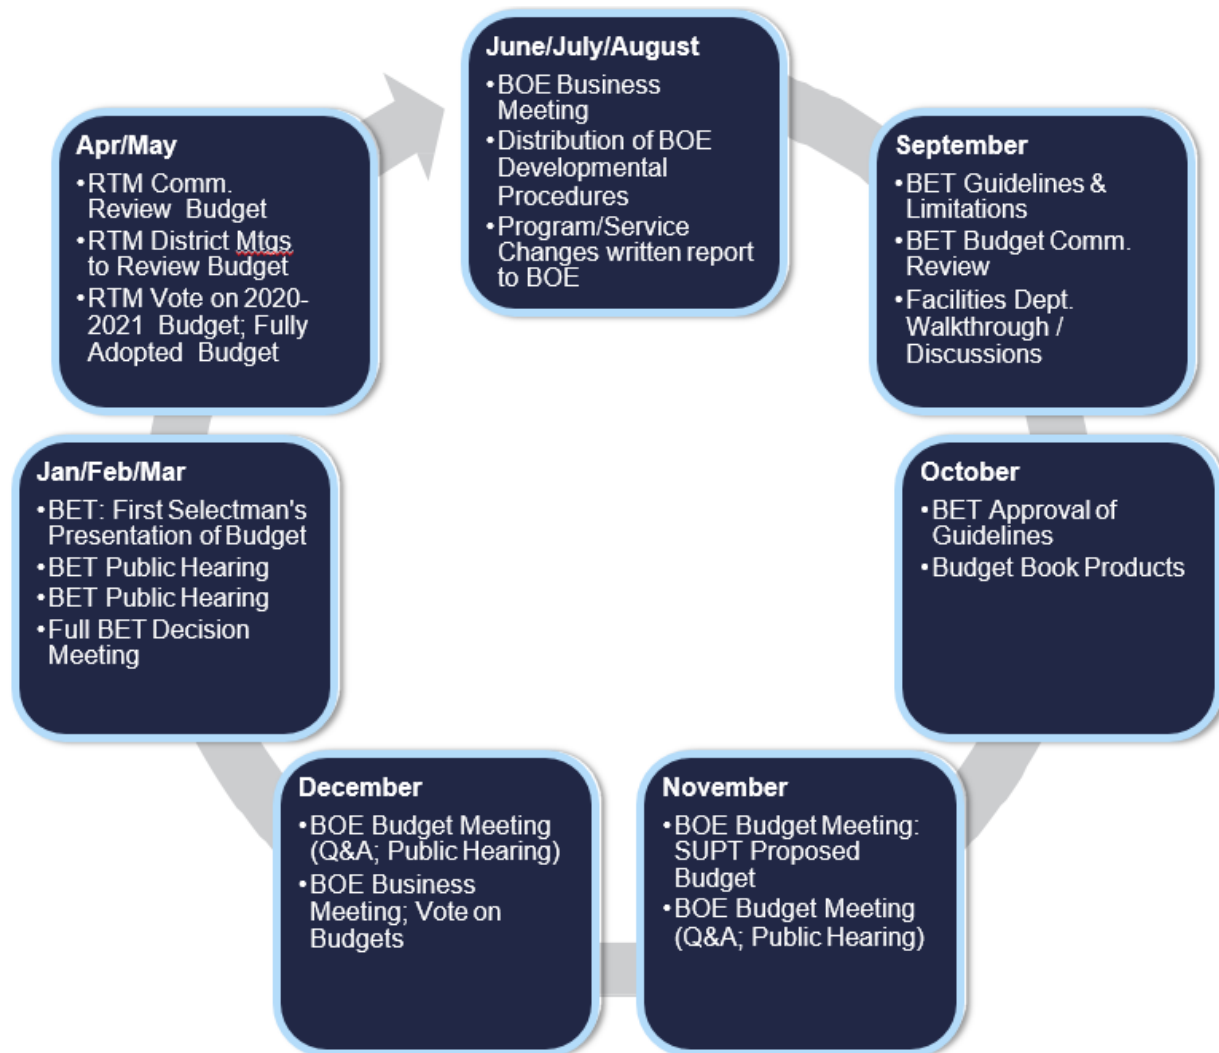 June/July/August
•BOE Business
Meeting
•Distribution of BOE
Developmental
Procedures
•Program/Service
Changes written report
to BOE
September
•BET Guidelines &
Limitations
•BET Budget Comm.
Review
•Facilities Dept.
Walkthrough /
Discussions
October
•BET Approval of
Guidelines
•Budget Book Products
November
•BOE Budget Meeting:
SUPT Proposed
Budget
•BOE Budget Meeting
(Q&A; Public Hearing)
December
•BOE Budget Meeting
(Q&A; Public Hearing)
•BOE Business
Meeting; Vote on
Budgets
Jan/Feb/Mar
•BET: First Selectman's
Presentation of Budget
•BET Public Hearing
•BET Public Hearing
•Full BET Decision
Meeting
Apr/May
•RTM Comm.
Review Budget
•RTM District Mtgs
to Review Budget
•RTM Vote on 2020-
2021 Budget; Fully
Adopted Budget